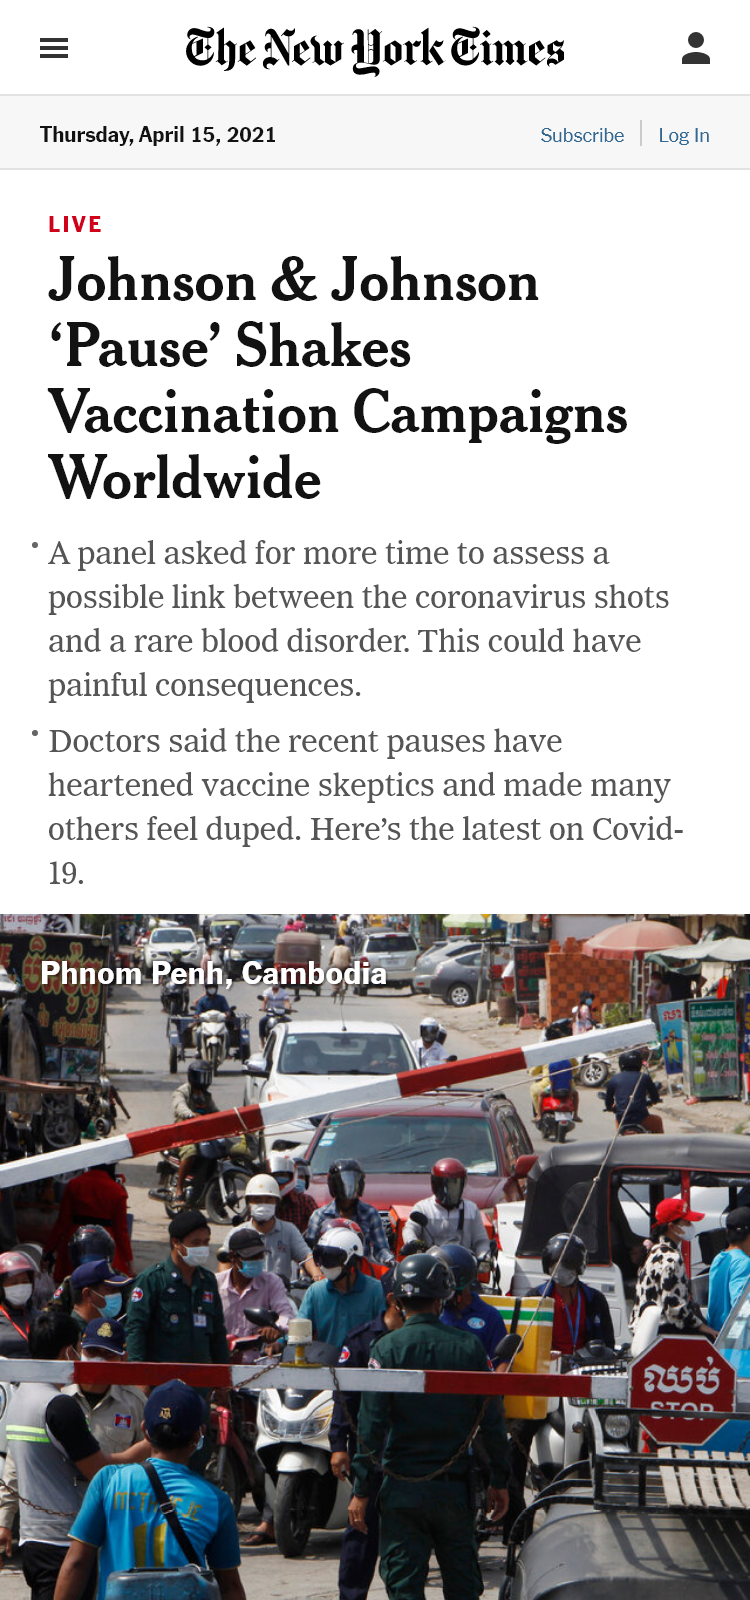 The New York Times
Thursday, April 15, 2021
Subscribe
Log In
LIVE
Johnson & Johnson
‘Pause’ Shakes
Vaccination Campaigns
Worldwide
• A panel asked for more time to assess a
possible link between the coronavirus shots
and a rare blood disorder. This could have
painful consequences.
• Doctors said the recent pauses have
heartened vaccine skeptics and made many
others feel duped. Here’s the latest on Covid-
19.
Phnom Penh, Cambodia
ឈប់
STOP
11